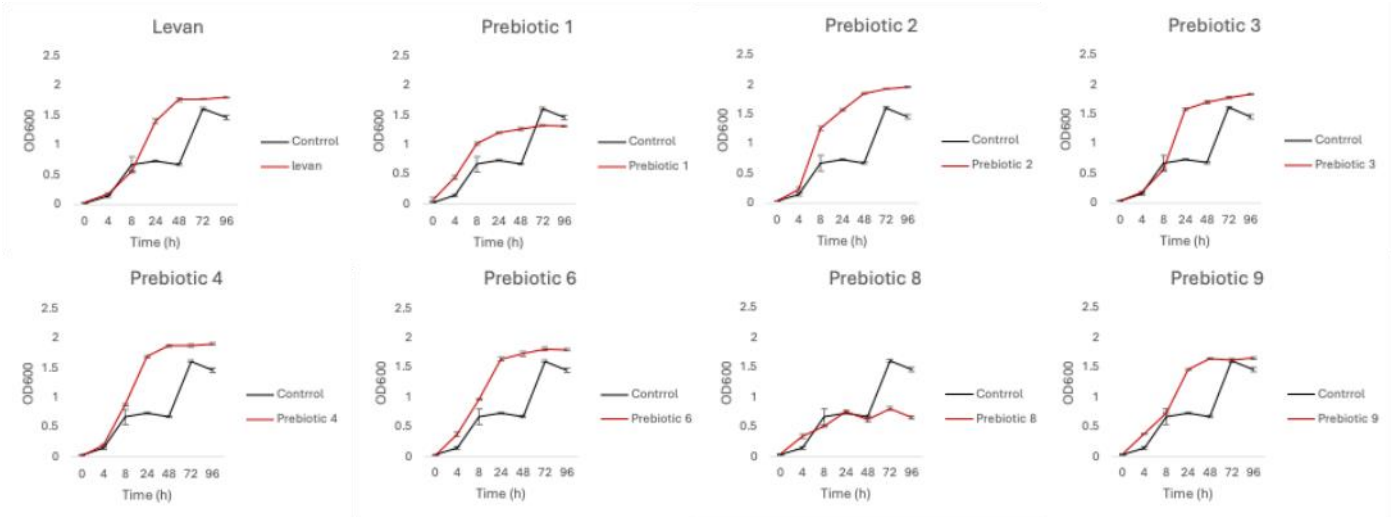 Levan
2.5
2
1.5
1
0.5
0
OD600
0 4 8 24 48 72 96
Time (h)
Contrrol
levan
Prebiotic 1
2.5
2
1.5
1
0.5
0
OD600
0 4 8 24 48 72 96
Time (h)
Contrrol
Prebiotic 1
Prebiotic 2
2.5
2
1.5
1
0.5
0
OD600
0 4 8 24 48 72 96
Time (h)
Contrrol
Prebiotic 2
Prebiotic 3
2.5
2
1.5
1
0.5
0
OD600
0 4 8 24 48 72 96
Time (h)
Contrrol
Prebiotic 3
Prebiotic 4
2.5
2
1.5
1
0.5
0
OD600
0 4 8 24 48 72 96
Time (h)
Contrrol
Prebiotic 4
Prebiotic 6
2.5
2
1.5
1
0.5
0
OD600
0 4 8 24 48 72 96
Time (h)
Contrrol
Prebiotic 6
Prebiotic 8
2.5
2
1.5
1
0.5
0
OD600
0 4 8 24 48 72 96
Time (h)
Contrrol
Prebiotic 8
Prebiotic 9
2.5
2
1.5
1
0.5
0
OD600
0 4 8 24 48 72 96
Time (h)
Contrrol
Prebiotic 9